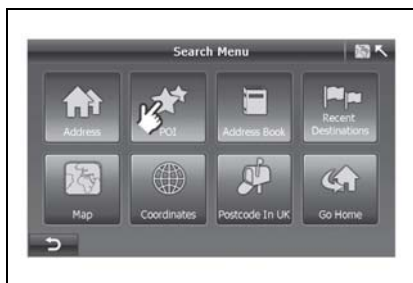 Search Menu
Address
POI
Address Book
Recent
Destinations
Map
Coordinates
Postcode In UK
Go Home